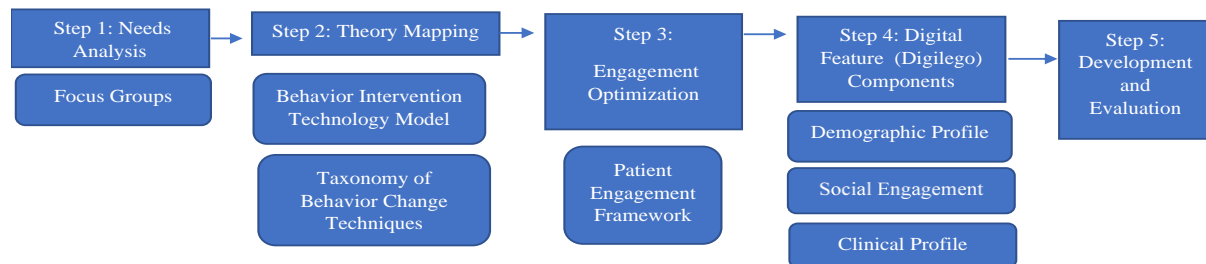 Step 1: Needs
Analysis
Focus Groups
Step 2: Theory Mapping
Behavior Intervention
Technology Model
Taxonomy of
Behavior Change
Techniques
Step 3:
Engagement
Optimization
Patient
Engagement
Framework
Step 4: Digital
Feature (Digilego)
Components
Demographic Profile
Social Engagement
Clinical Profile
Step 5:
Development
and
Evaluation